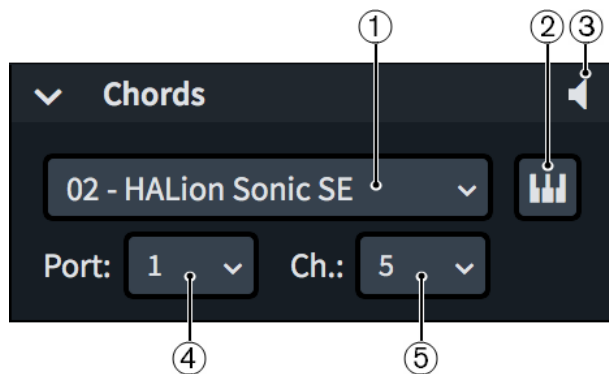 ① ② ③
Chords
02 - HALion Sonic SE
Port: 1 Ch.: 5
④ ⑤